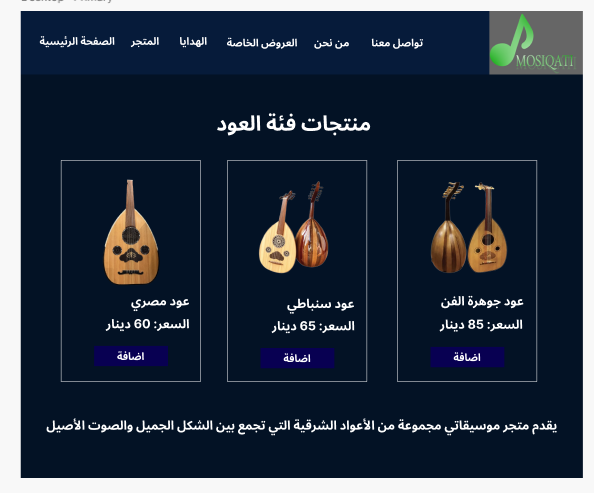 الصفحة الرئيسية
المتجر
الهدايا
العروض الخاصة
من نحن
تواصل معنا
MOSIQATI
منتجات فئة العود
عود جوهرة الفن
السعر: 85 دينار
اضافة
عود سنباطي
السعر: 65 دينار
اضافة
عود مصري
السعر: 60 دينار
اضافة
يقدم متجر موسيقاتي مجموعة من الأعواد الشرقية التي تجمع بين الشكل الجميل والصوت الأصيل